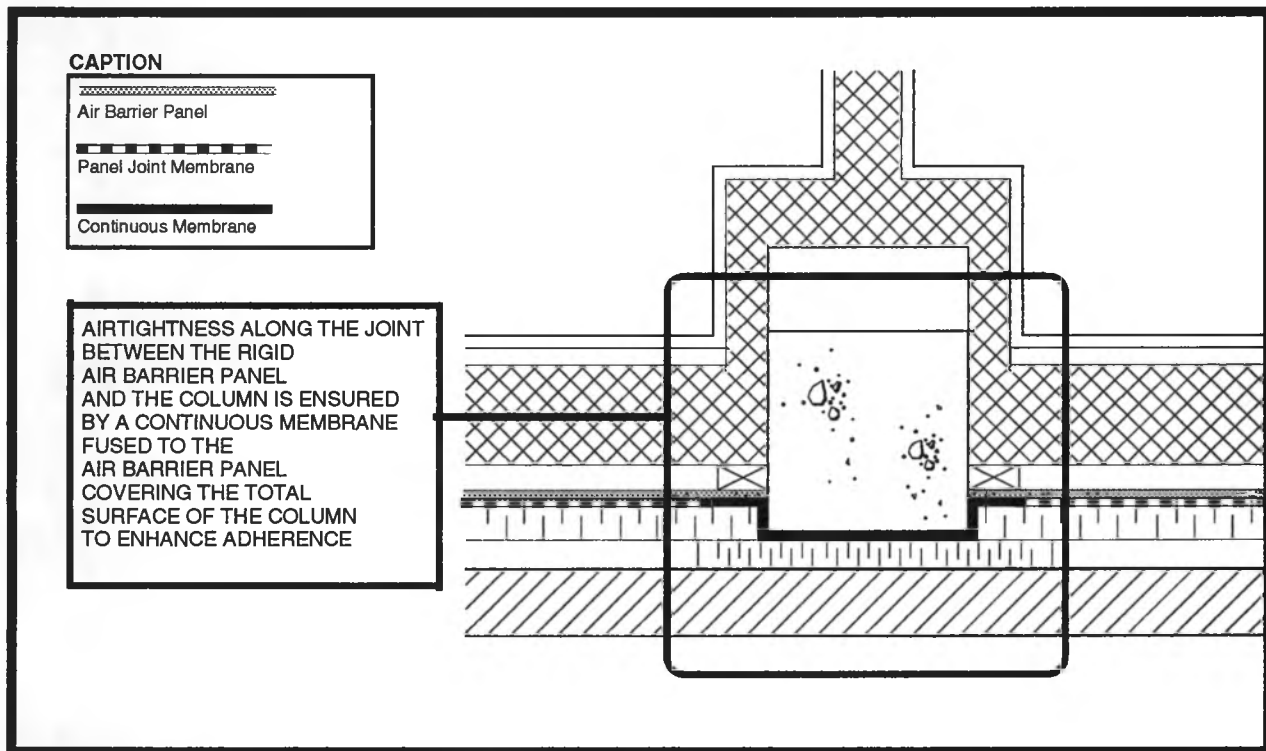 CAPTION
Air Barrier Panel
Panel Joint Membrane
Continuous Membrane
AIRTIGHTNESS ALONG THE JOINT
BETWEEN THE RIGID
AIR BARRIER PANEL
AND THE COLUMN IS ENSURED
BY A CONTINUOUS MEMBRANE
FUSED TO THE
AIR BARRIER PANEL
COVERING THE TOTAL
SURFACE OF THE COLUMN
TO ENHANCE ADHERENCE